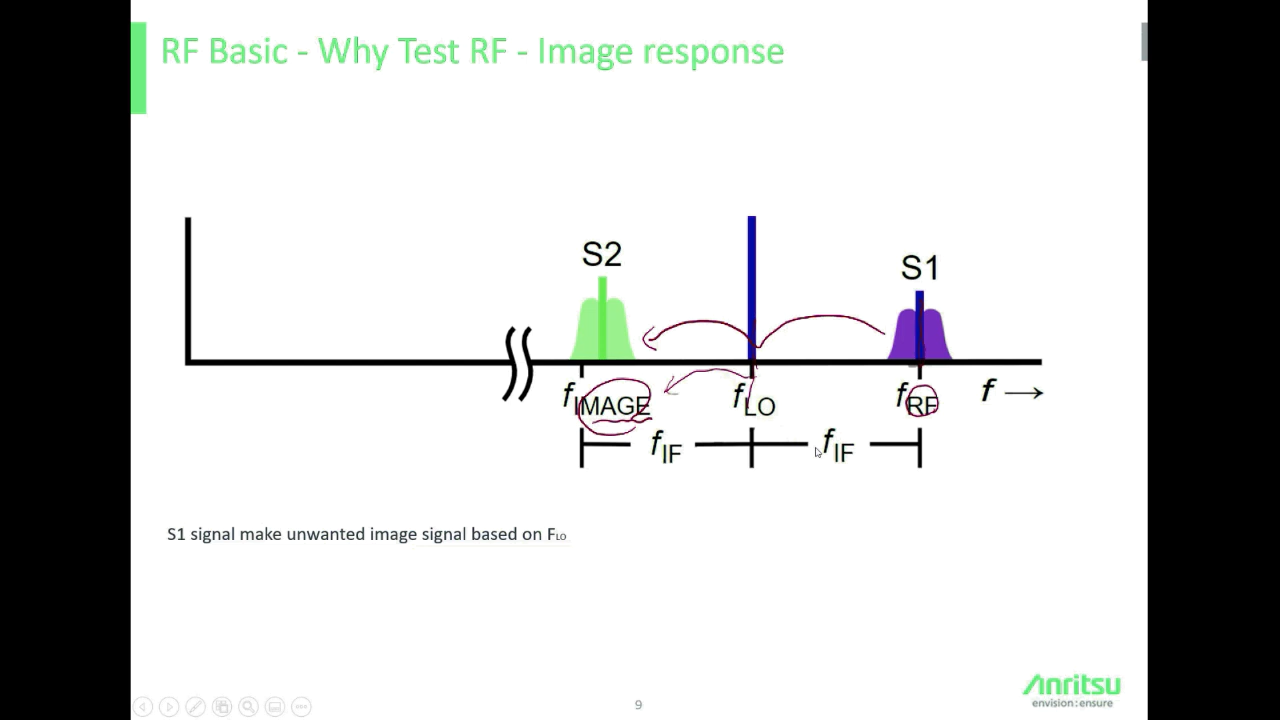 RF Basic - Why Test RF - Image response
S2
S1
fIMAGE
fLO
fRF
f
fIF
fIF
S1 signal make unwanted image signal based on FLO
9
Anritsu
envision:ensure